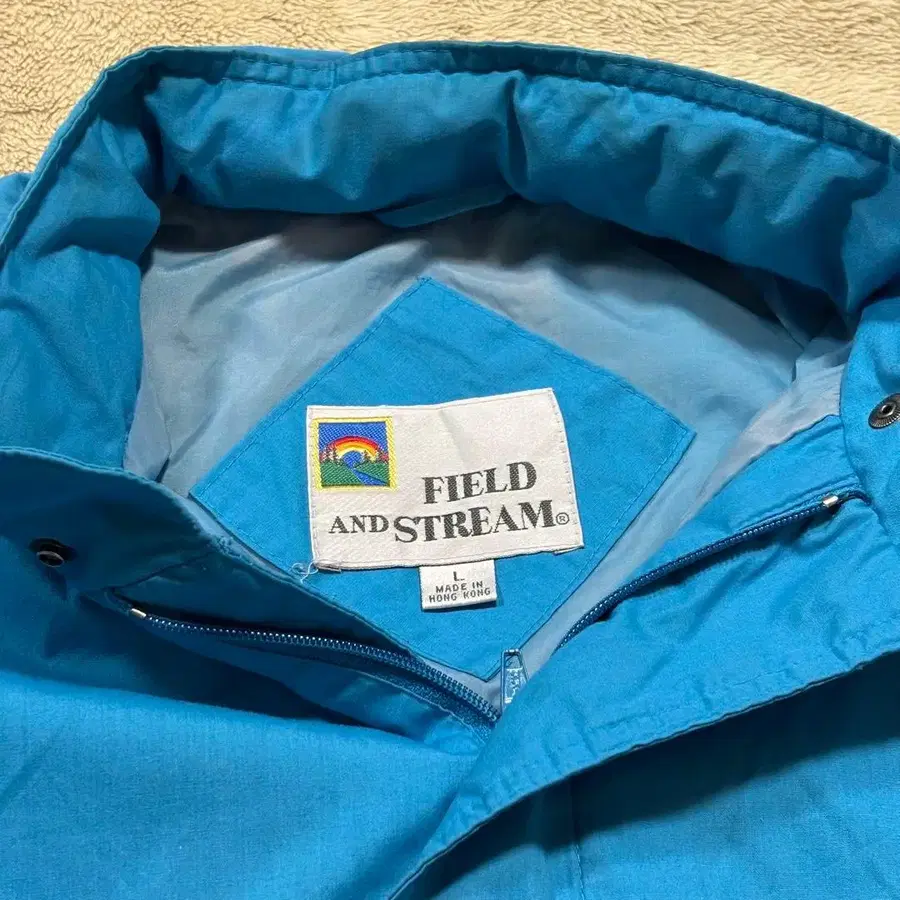 FIELD
AND STREAM®
L
MADE IN
HONG KONG